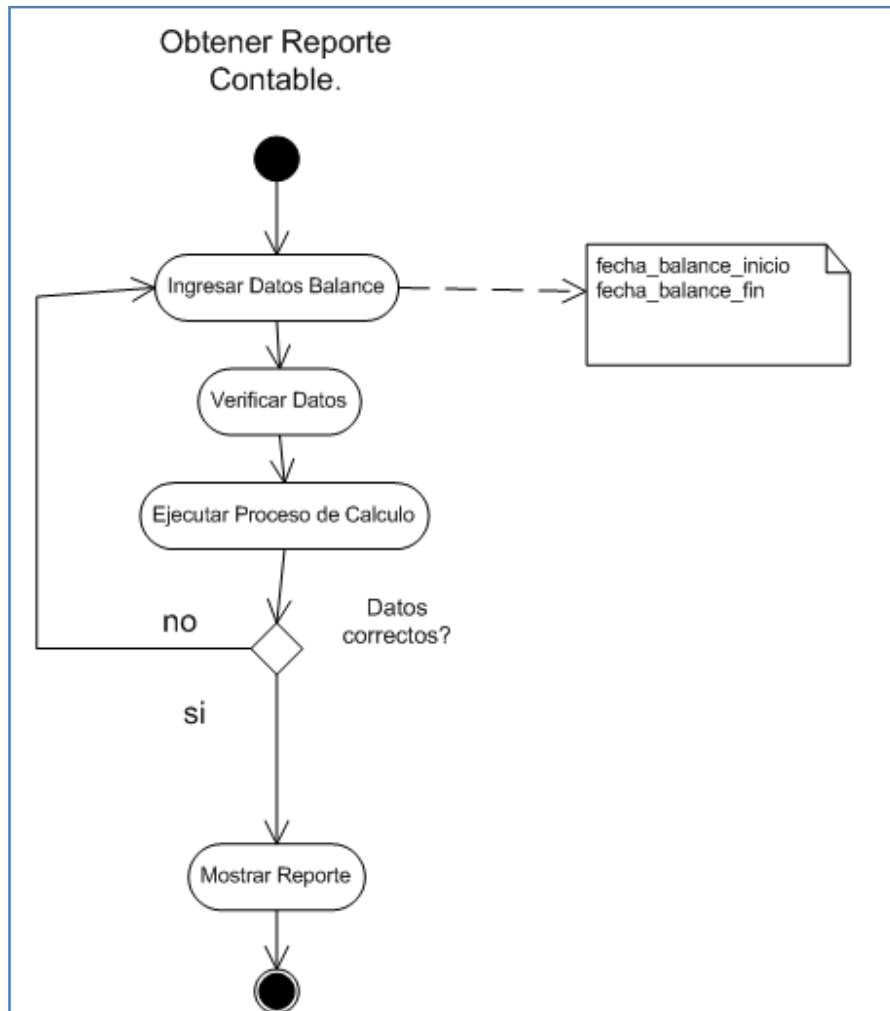 Obtener Reporte
Contable.
Ingresar Datos Balance
fecha_balance_inicio
fecha_balance_fin
Verificar Datos
Ejecutar Proceso de Calculo
Datos
correctos?
no
si
Mostrar Reporte